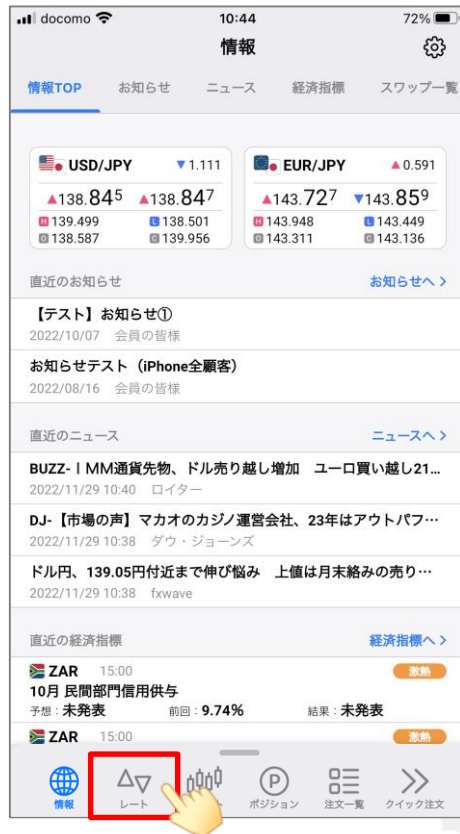 docomo 10:44 72%
情報
情報TOP お知らせ ニュース 経済指標 スワップ一覧
USD/JPY ▼1.111 EUR/JPY ▲0.591
▲138.845 ▲138.847 ▲143.727 ▼143.859
H 139.499 L 138.501 H 143.948 L 143.449
O 138.587 C 139.956 O 143.311 C 143.136
直近のお知らせ お知らせへ >
【テスト】お知らせ①
2022/10/07 会員の皆様
お知らせテスト（iPhone全顧客）
2022/08/16 会員の皆様
直近のニュース ニュースへ >
BUZZ-ＩＭＭ通貨先物、ドル売り越し増加 ユーロ買い越し21...
2022/11/29 10:40 ロイター
DJ-【市場の声】マカオのカジノ運営会社、23年はアウトパフ…
2022/11/29 10:38 ダウ・ジョーンズ
ドル円、139.05円付近まで伸び悩み 上値は月末絡みの売り…
2022/11/29 10:38 fxwave
直近の経済指標 経済指標へ >
ZAR 15:00 激熱
10月 民間部門信用供与
予想：未発表 前回：9.74% 結果：未発表
ZAR 15:00 激熱
情報 レート ポジション 注文一覧 クイック注文